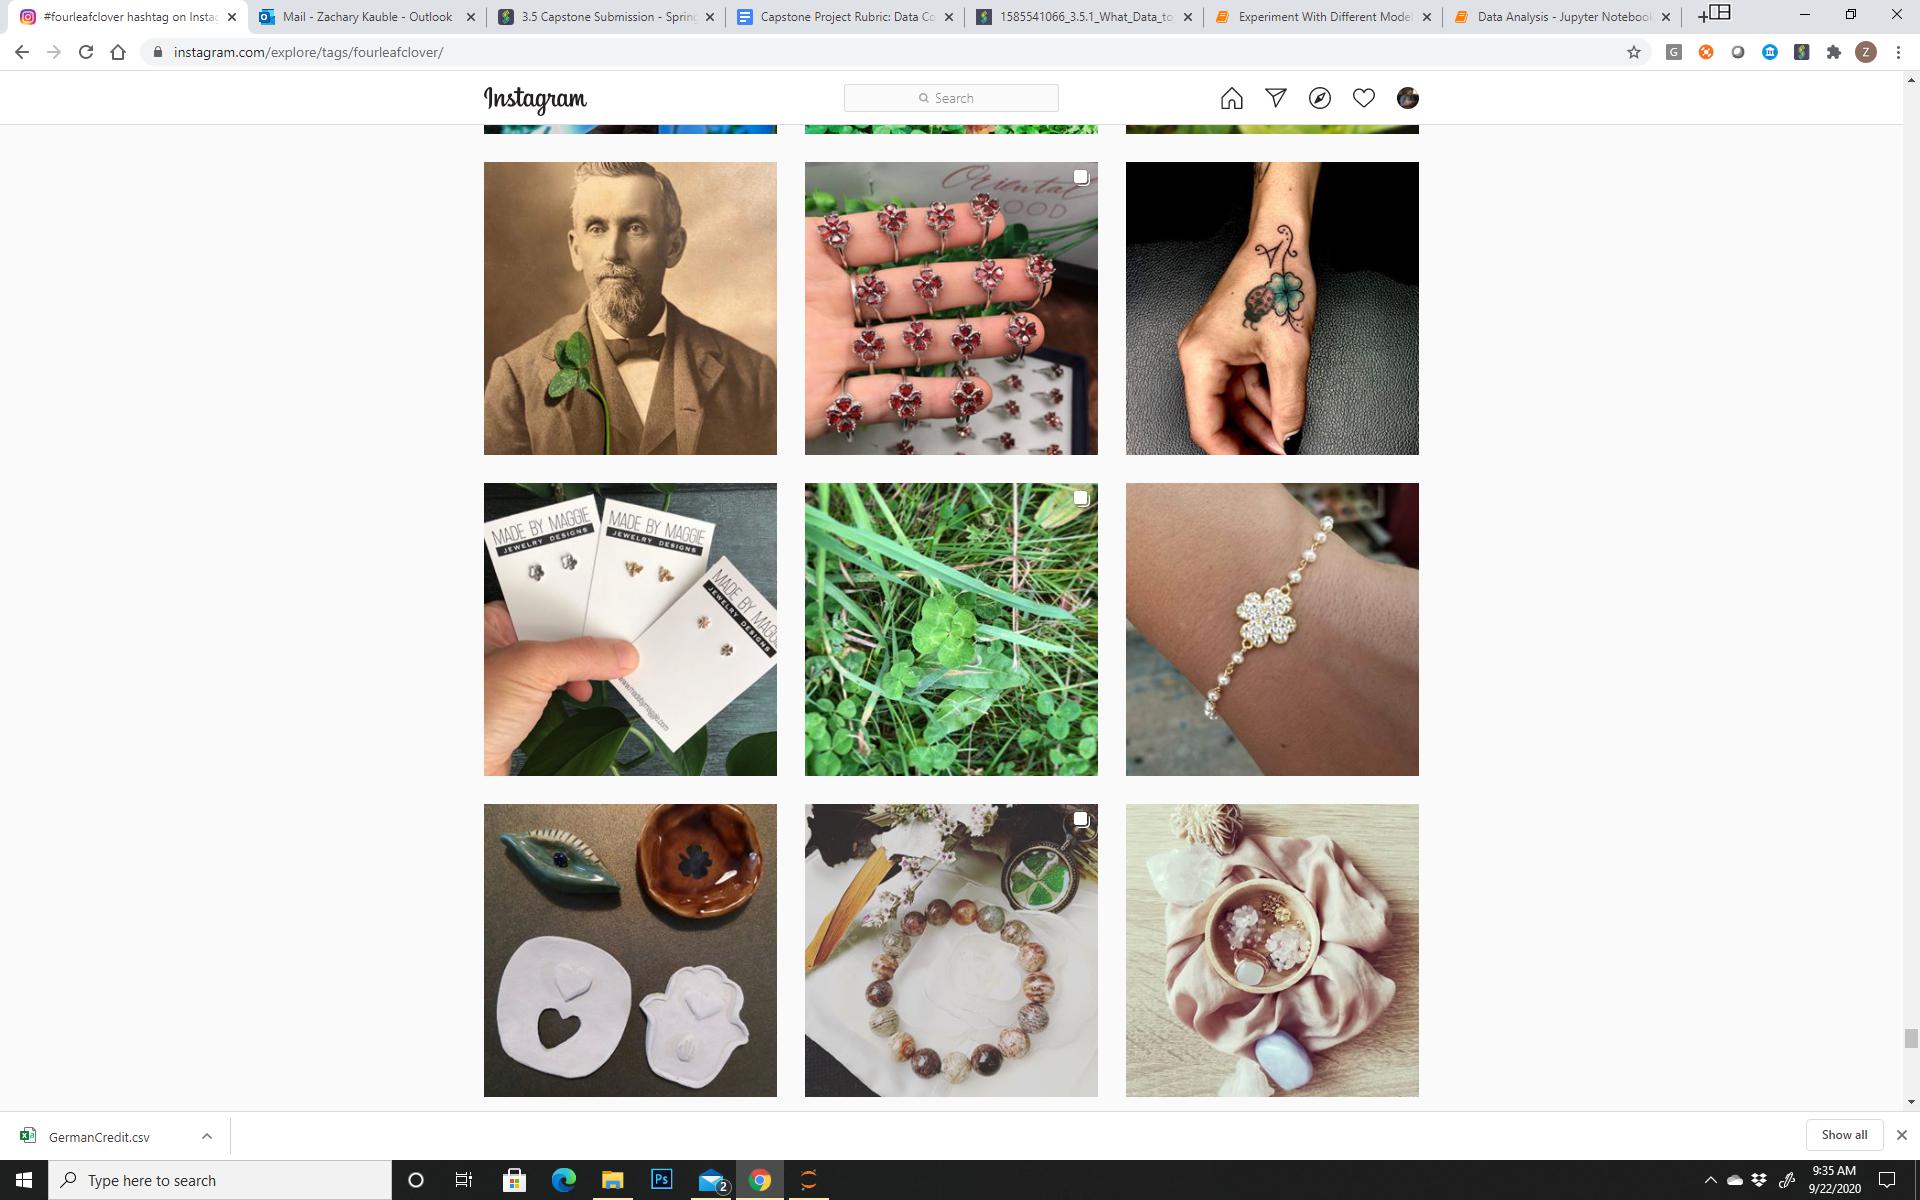 #fourleafclover hashtag on Insta
Mail - Zachary Kauble - Outlook
3.5 Capstone Submission - Spring
Capstone Project Rubric: Data Co
1585541066_3.5.1_What_Data_to
Experiment With Different Model
Data Analysis - Jupyter Notebook
instagram.com/explore/tags/fourleafclover/
G
Z
Instagram
Search
Oriental
MOOD
MADE BY MAGGIE
JEWELRY DESIGNS
MADE BY MAGGIE
JEWELRY DESIGNS
MADE BY MAGGIE
JEWELRY DESIGNS
www.madebymaggie.com
GermanCredit.csv
Show all
Type here to search
Ps
2
9:35 AM
9/22/2020